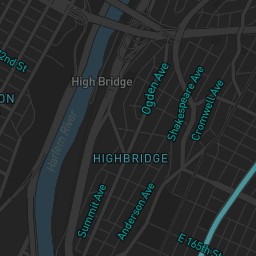 2nd St
High Bridge
Ogden Ave
Shakespeare Ave
Cromwell Ave
ON
Harlem River
HIGHBRIDGE
Summit Ave
Anderson Ave
E 165th St